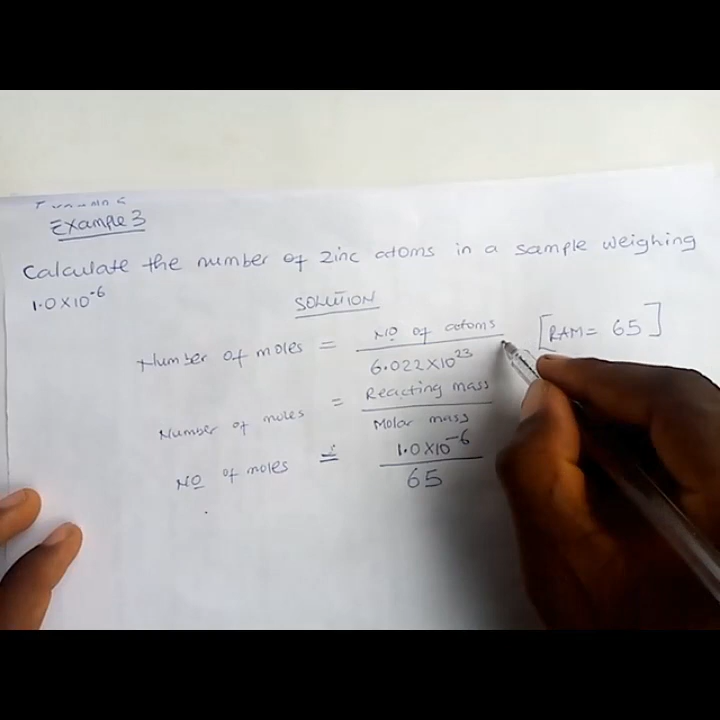 Example 3
Calculate the number of zinc atoms in a sample weighing
1.0×10⁻⁶
SOLUTION
Number of moles = No of atoms / 6.022×10²³ [RAM = 65]
Number of moles = Reacting mass / Molar mass
No of moles = 1.0×10⁻⁶ / 65